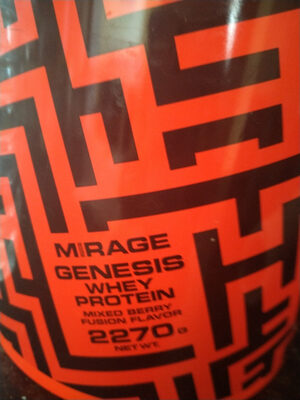 MIRAGE
GENESIS
WHEY
PROTEIN
MIXED BERRY
FUSION FLAVOR
2270G
NET WT.